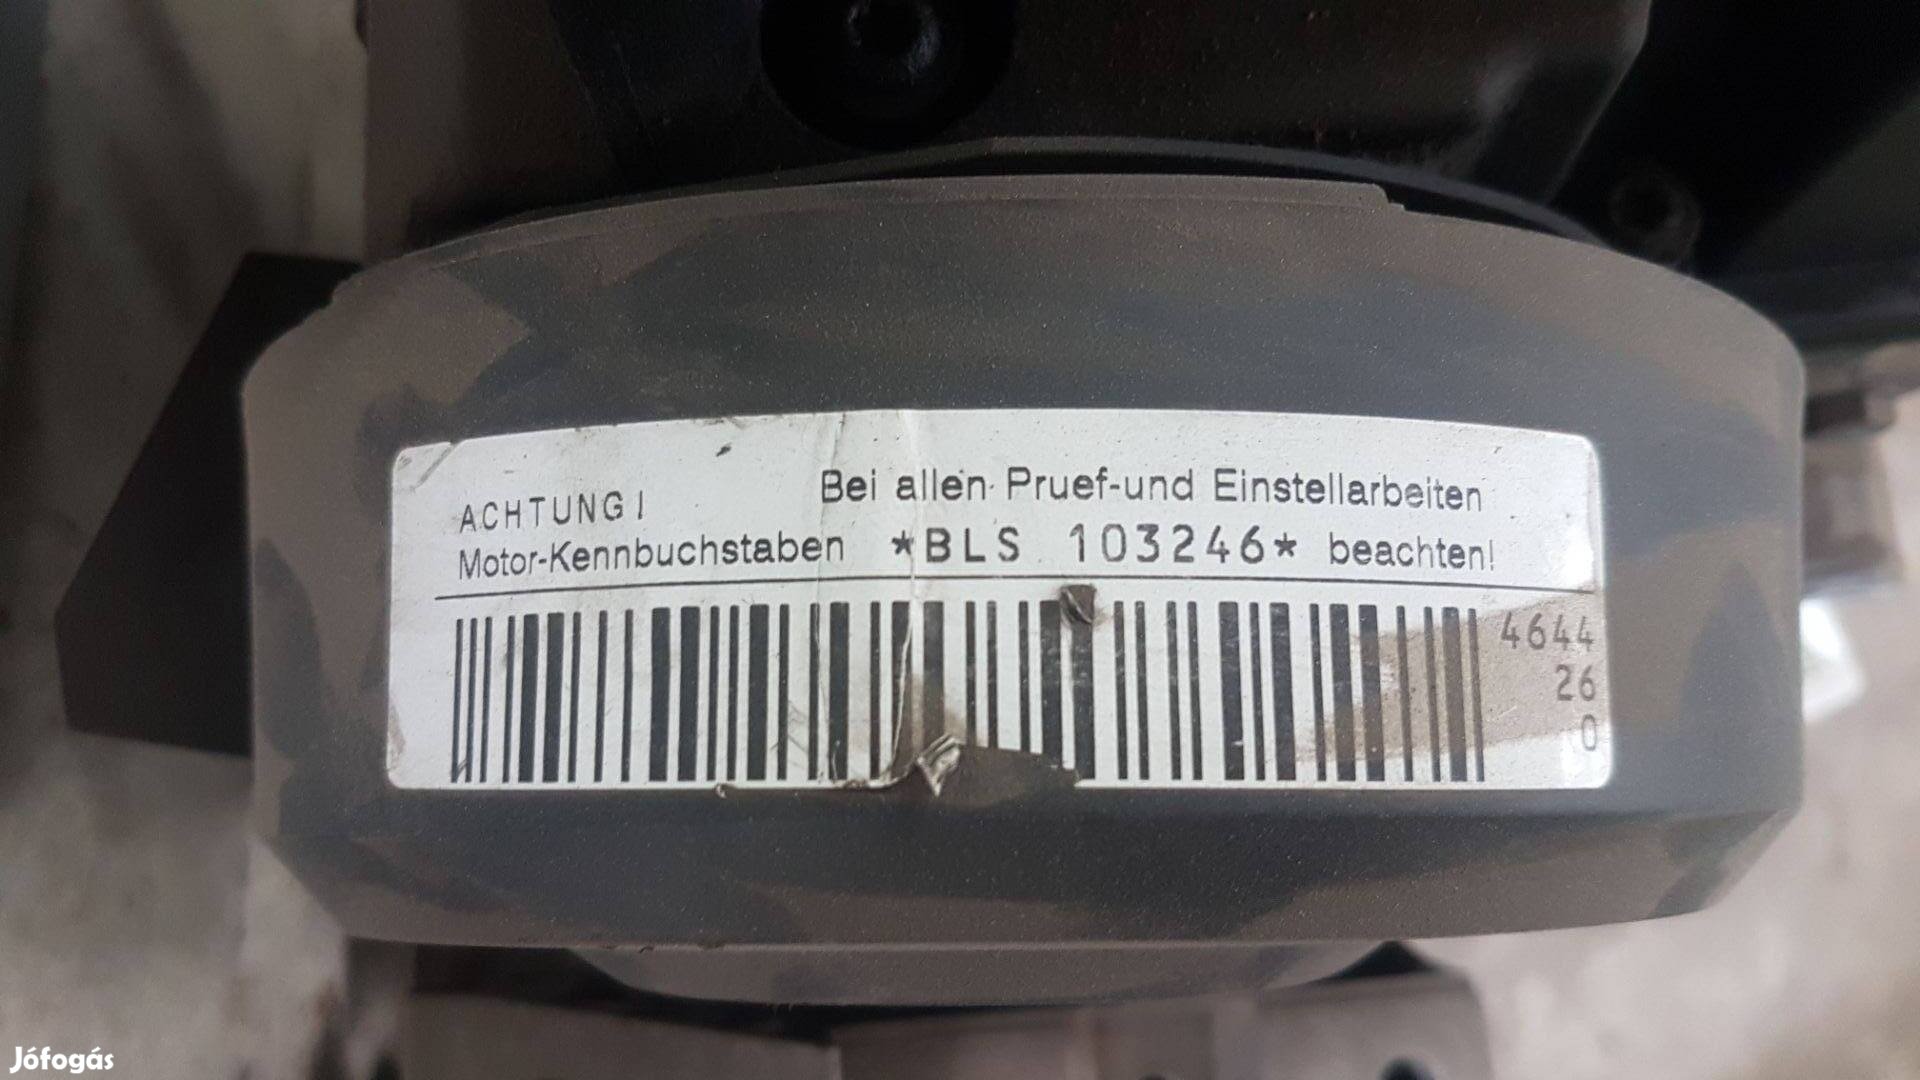 ACHTUNG! Bei allen Pruef-und Einstellarbeiten
Motor-Kennbuchstaben *BLS 103246* beachten!
4644
26
0
Jófogás